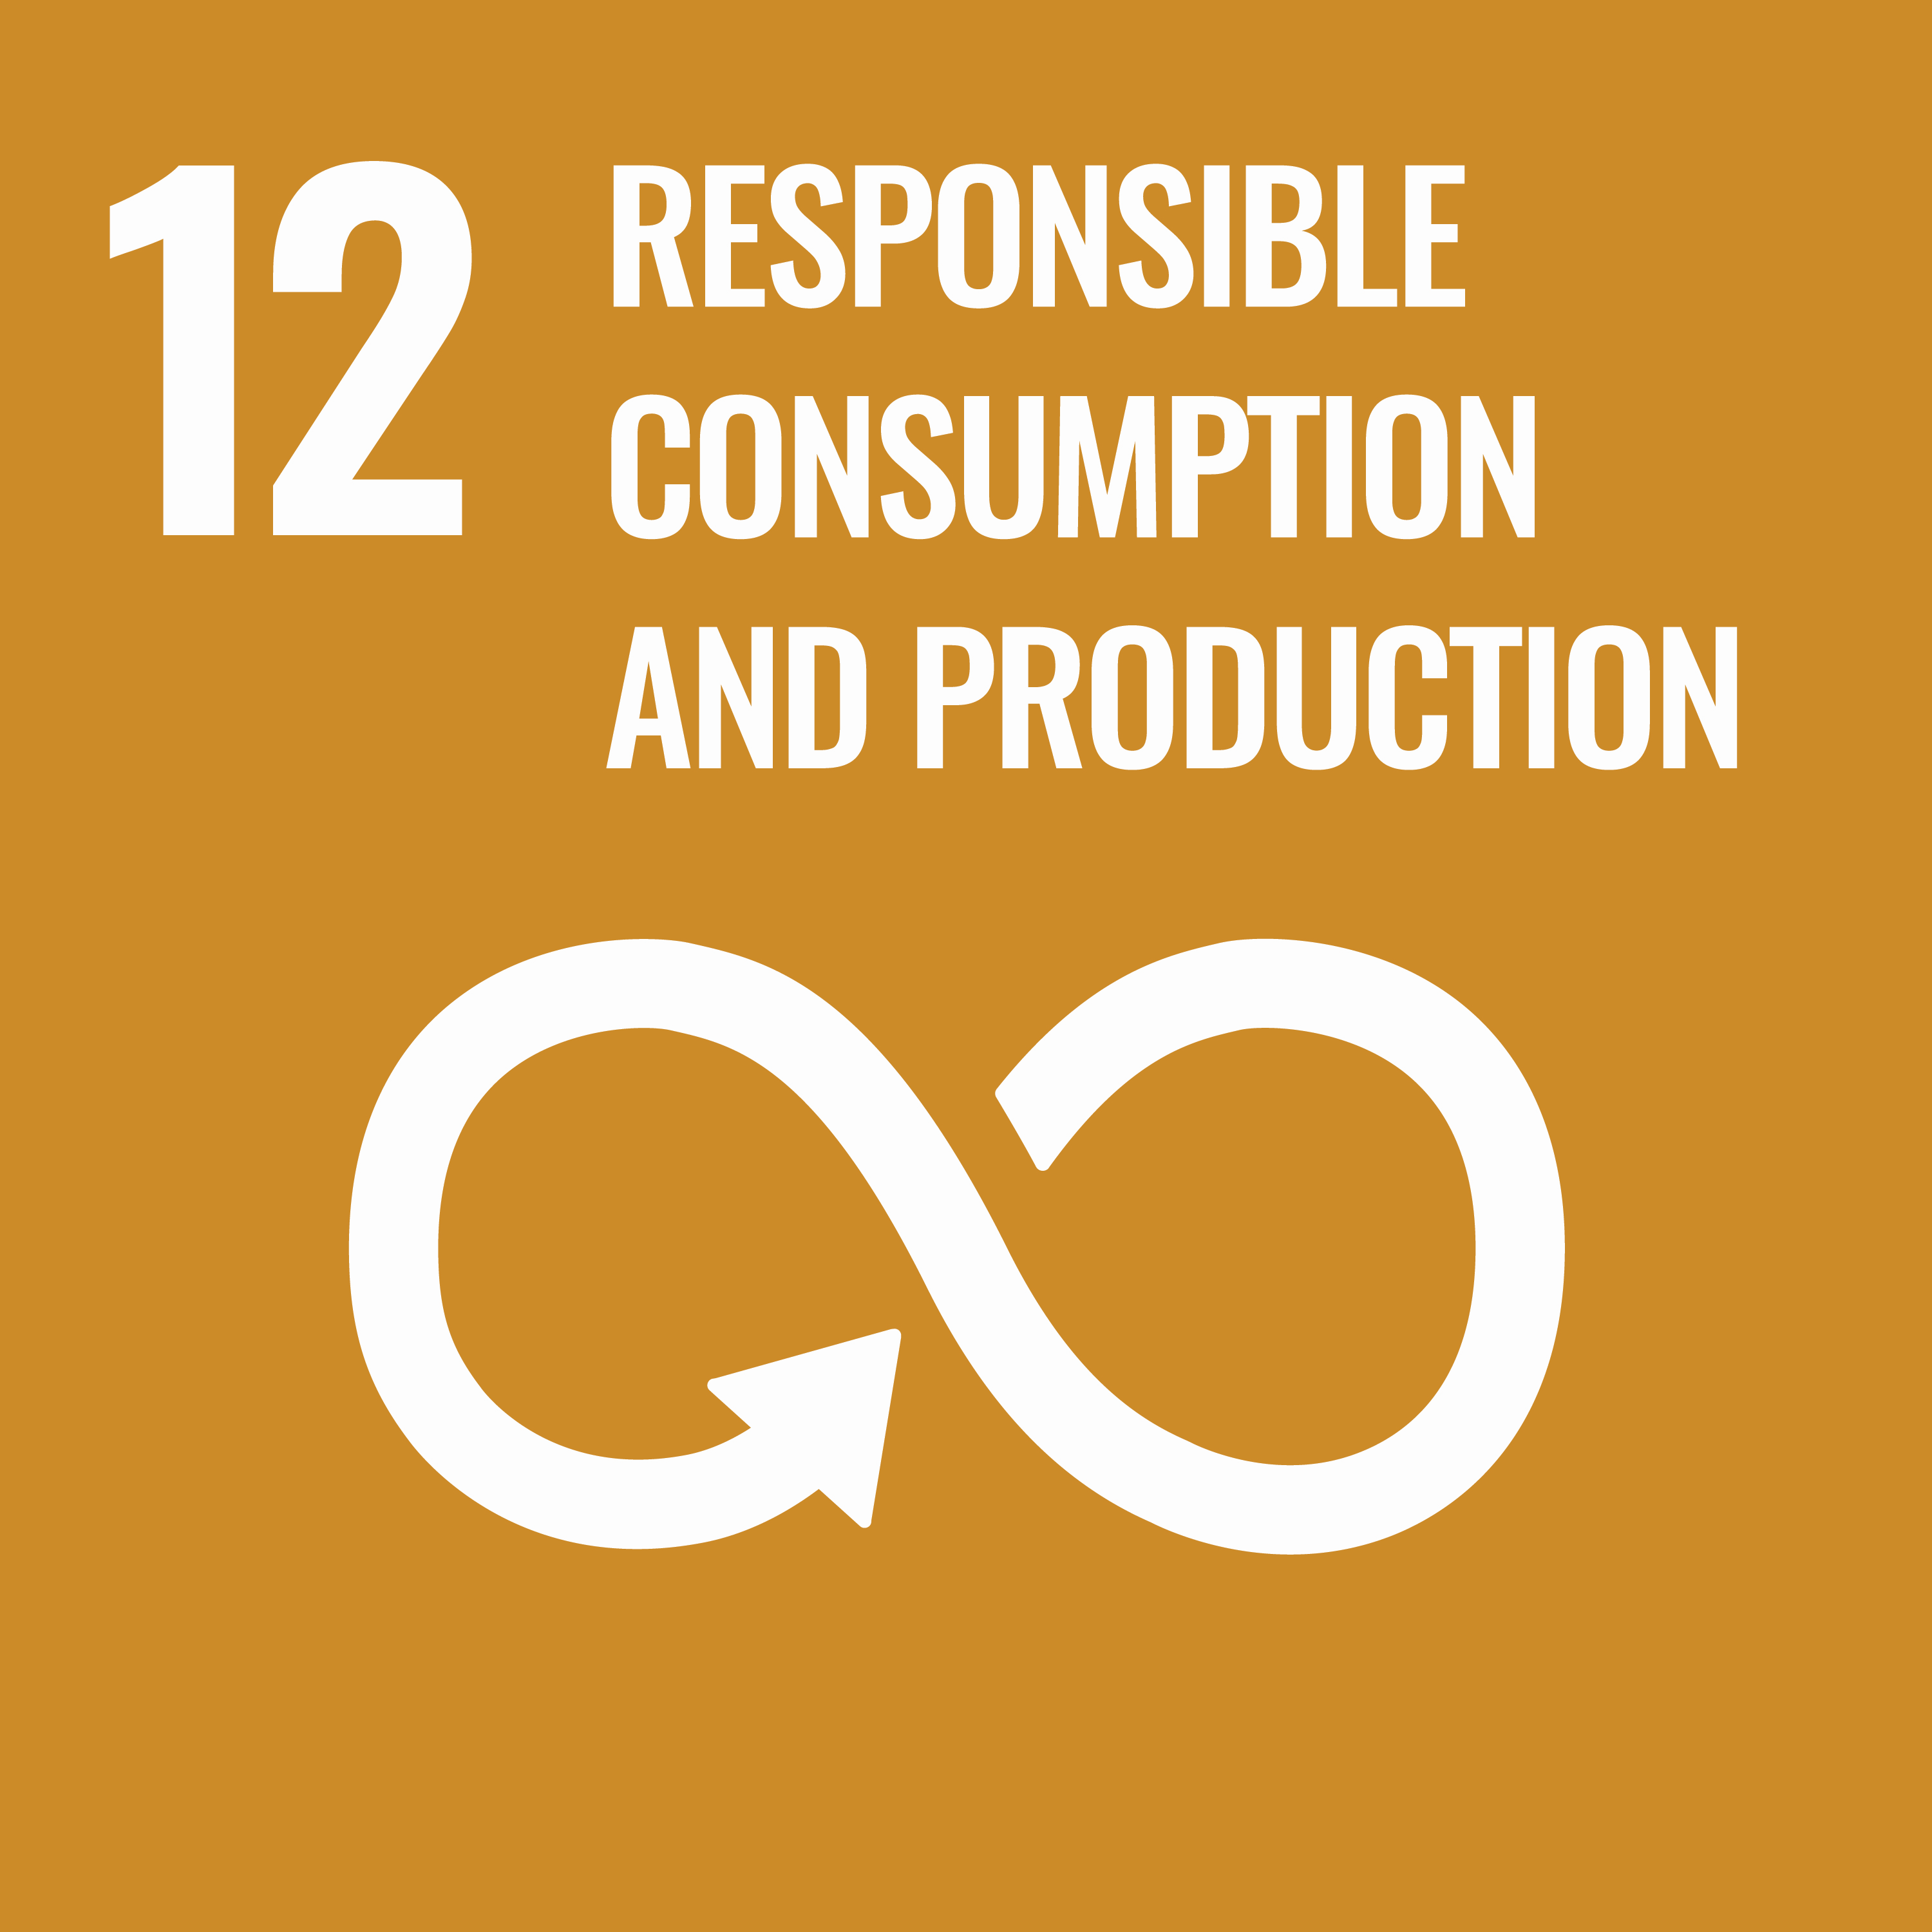 12
RESPONSIBLE
CONSUMPTION
AND PRODUCTION